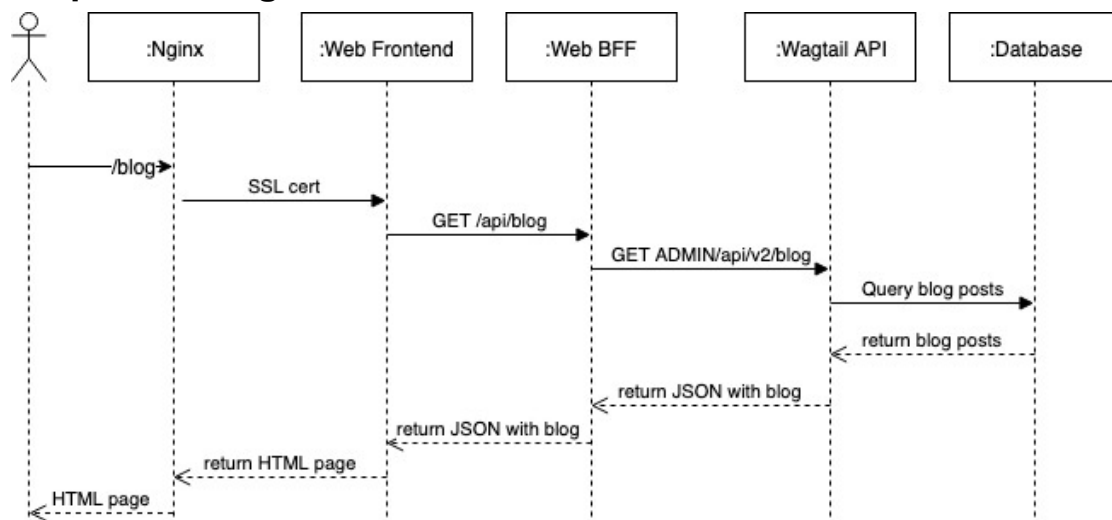 :Nginx
:Web Frontend
:Web BFF
:Wagtail API
:Database
/blog
SSL cert
GET /api/blog
GET ADMIN/api/v2/blog
Query blog posts
return blog posts
return JSON with blog
return JSON with blog
return HTML page
HTML page